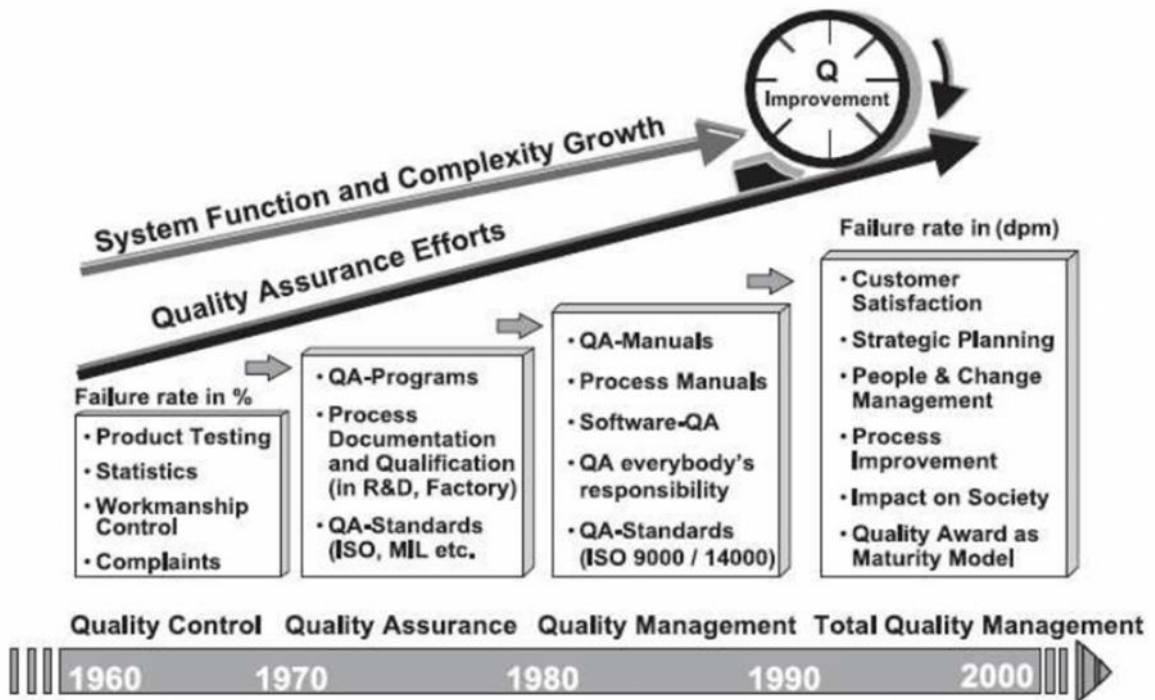 Q
Improvement
System Function and Complexity Growth
Quality Assurance Efforts
Failure rate in %
• Product Testing
• Statistics
• Workmanship
Control
• Complaints
• QA-Programs
• Process
Documentation
and Qualification
(in R&D, Factory)
• QA-Standards
(ISO, MIL etc.
• QA-Manuals
• Process Manuals
• Software-QA
• QA everybody's
responsibility
• QA-Standards
(ISO 9000 / 14000)
Failure rate in (dpm)
• Customer
Satisfaction
• Strategic Planning
• People & Change
Management
• Process
Improvement
• Impact on Society
• Quality Award as
Maturity Model
Quality Control Quality Assurance Quality Management Total Quality Management
1960 1970 1980 1990 2000